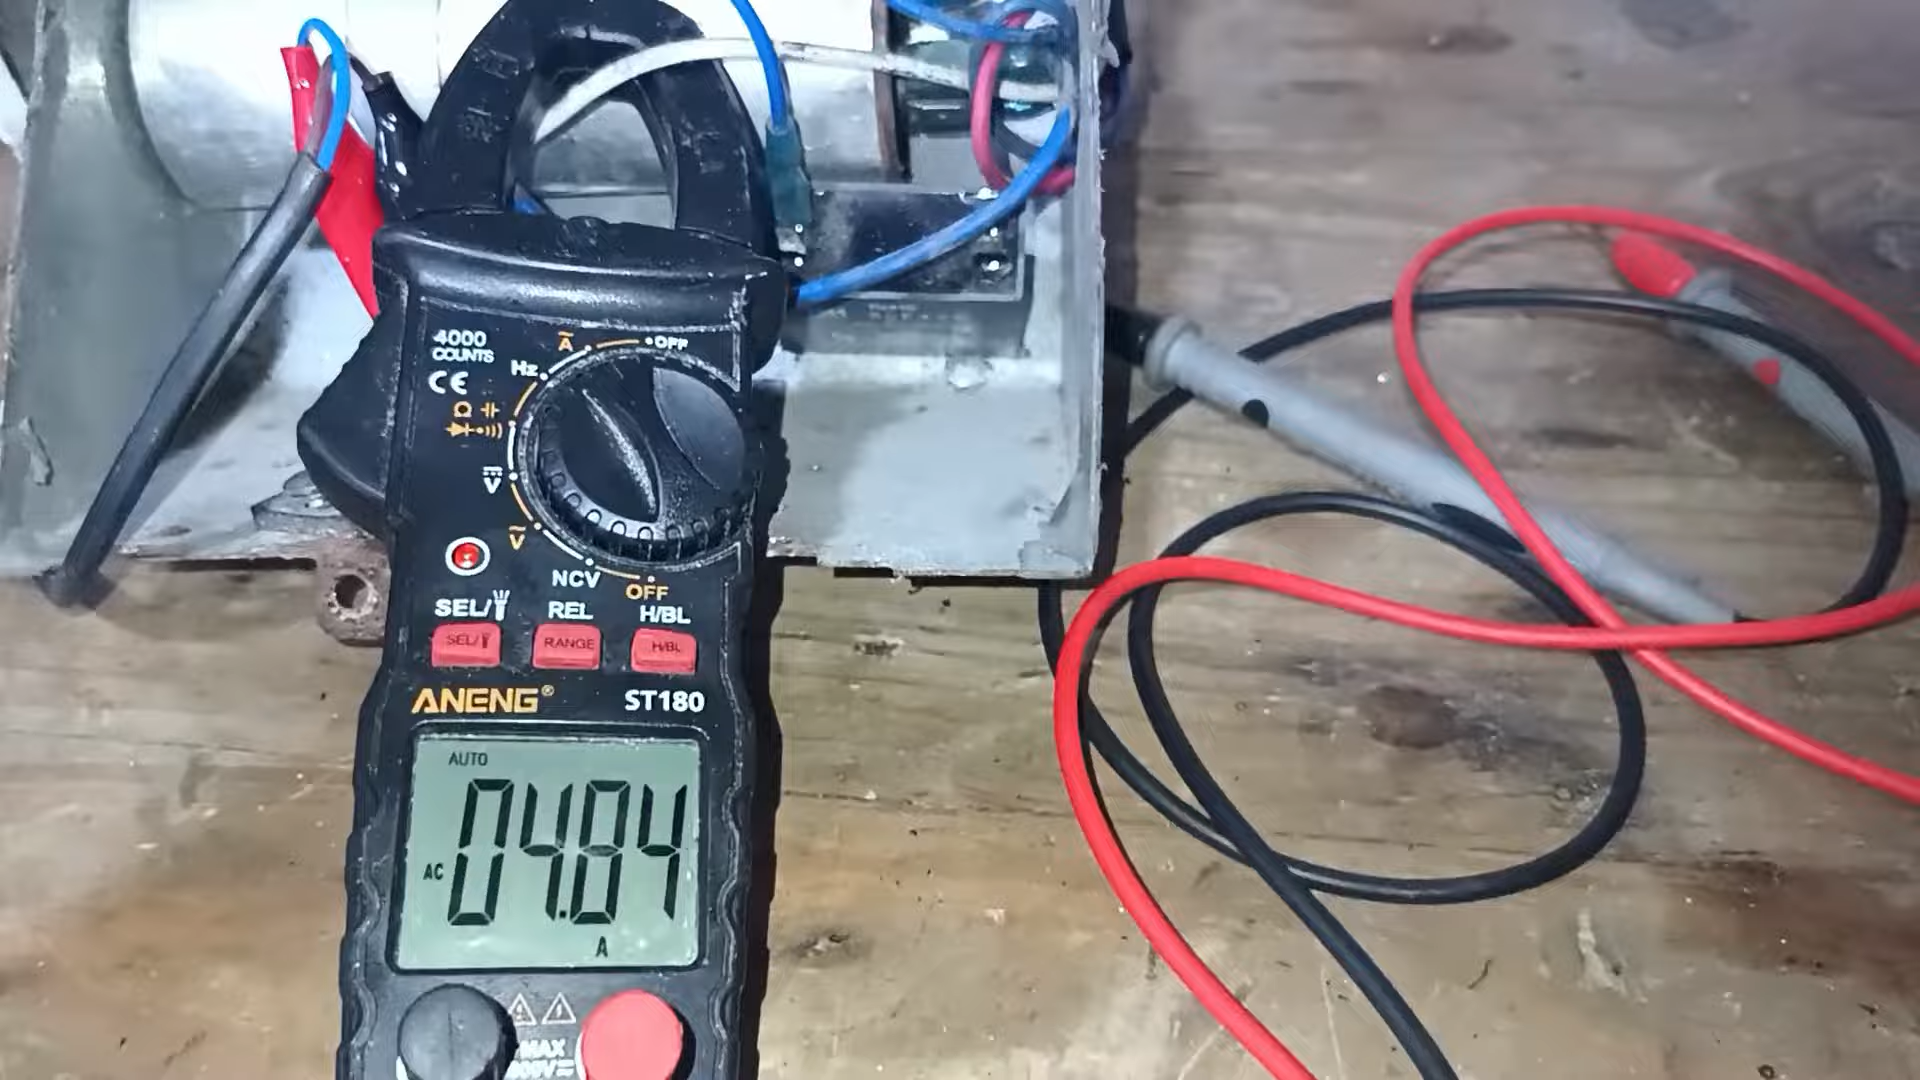 4000
COUNTS
CE
A
OFF
Hz
Ω
V
V
NCV
OFF
SEL/
REL
H/BL
SEL/
RANGE
H/BL
ANENG®
ST180
AUTO
AC
04.84
A
MAX